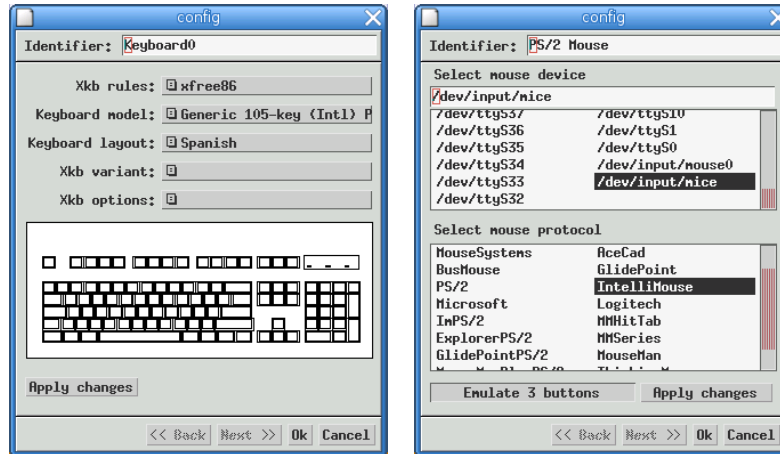 config
Identifier: Keyboard0
Xkb rules: xfree86
Keyboard model: Generic 105-key (Intl) P
Keyboard layout: Spanish
Xkb variant:
Xkb options:
Apply changes
<< Back Next >> Ok Cancel
config
Identifier: PS/2 Mouse
Select mouse device
/dev/input/mice
/dev/ttyS37 /dev/ttyS10
/dev/ttyS36 /dev/ttyS1
/dev/ttyS35 /dev/ttyS0
/dev/ttyS34 /dev/input/mouse0
/dev/ttyS33 /dev/input/mice
/dev/ttyS32
Select mouse protocol
MouseSystems AceCad
BusMouse GlidePoint
PS/2 IntelliMouse
Microsoft Logitech
ImPS/2 MMHitTab
ExplorerPS/2 MMSeries
GlidePointPS/2 MouseMan
Emulate 3 buttons Apply changes
<< Back Next >> Ok Cancel